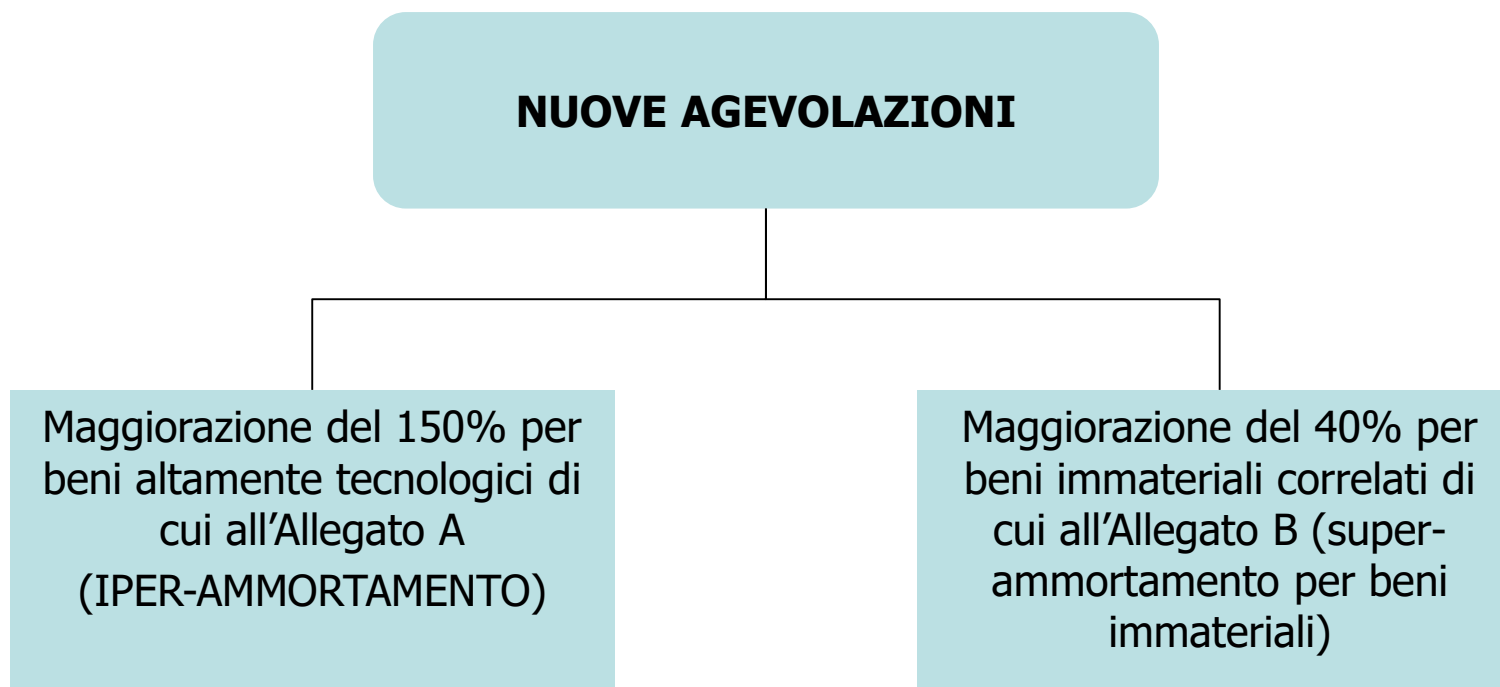 NUOVE AGEVOLAZIONI
Maggiorazione del 150% per
beni altamente tecnologici di
cui all’Allegato A
(IPER-AMMORTAMENTO)
Maggiorazione del 40% per
beni immateriali correlati di
cui all’Allegato B (super-
ammortamento per beni
immateriali)